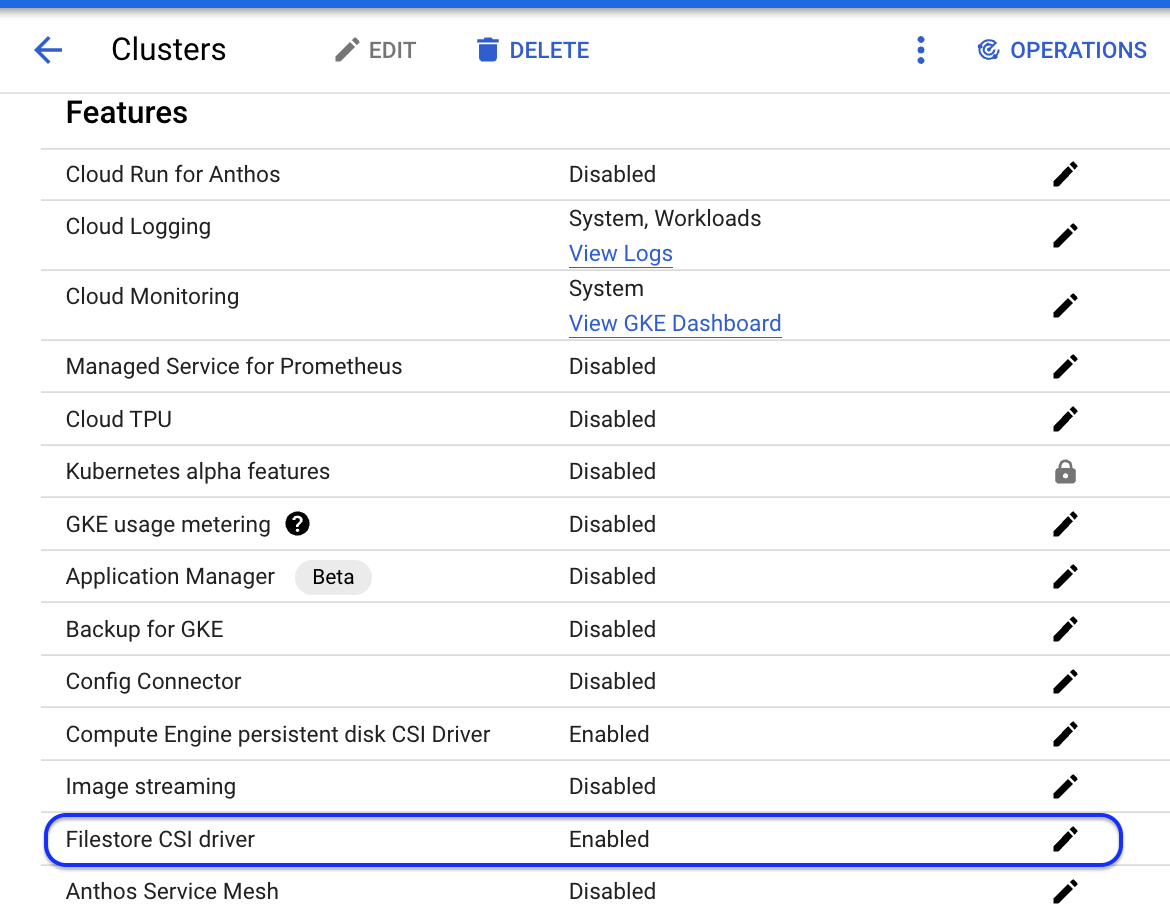 Clusters EDIT DELETE OPERATIONS
Features
Cloud Run for Anthos Disabled
Cloud Logging System, Workloads
View Logs
Cloud Monitoring System
View GKE Dashboard
Managed Service for Prometheus Disabled
Cloud TPU Disabled
Kubernetes alpha features Disabled
GKE usage metering ? Disabled
Application Manager Beta Disabled
Backup for GKE Disabled
Config Connector Disabled
Compute Engine persistent disk CSI Driver Enabled
Image streaming Disabled
Filestore CSI driver Enabled
Anthos Service Mesh Disabled